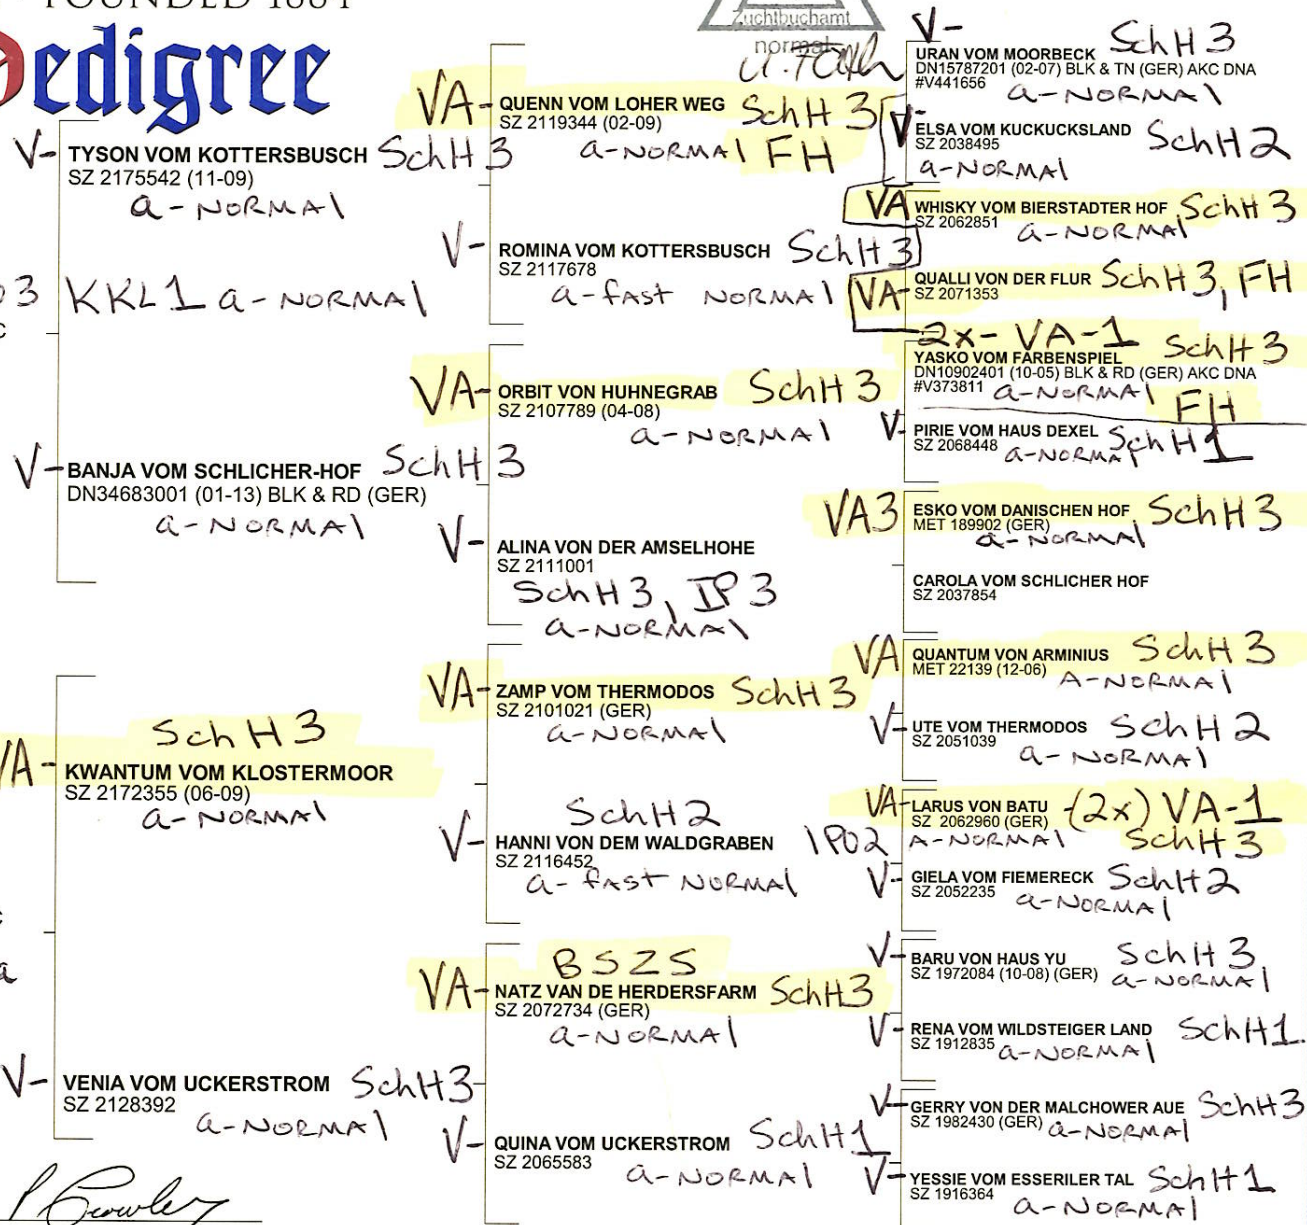 FOUNDED 1884
Pedigree
Zuchtbuchamt
normal
V- TYSON VOM KOTTERSBUSCH SchH 3
SZ 2175542 (11-09)
a-NORMAl
3 KKL1 a-NORMAl
V- BANJA VOM SCHLICHER-HOF SchH 3
DN34683001 (01-13) BLK & RD (GER)
a-NORMAl
SchH 3
VA- KWANTUM VOM KLOSTERMOOR
SZ 2172355 (06-09)
a-NORMAl
a
V- VENIA VOM UCKERSTROM SchH3
SZ 2128392
a-NORMAl
VA- QUENN VOM LOHER WEG SchH 3
SZ 2119344 (02-09)
a-NORMAl FH
V- ROMINA VOM KOTTERSBUSCH SchH3
SZ 2117678
a-fast NORMAl
VA- ORBIT VON HUHNEGRAB SchH 3
SZ 2107789 (04-08)
a-NORMAl
V- ALINA VON DER AMSELHOHE
SZ 2111001
SchH3, IP3
a-NORMAl
VA- ZAMP VOM THERMODOS SchH3
SZ 2101021 (GER)
a-NORMAl
SchH2
V- HANNI VON DEM WALDGRABEN IPO2
SZ 2116452
a-fAst NORMAl
BSZS
VA- NATZ VAN DE HERDERSFARM SchH3
SZ 2072734 (GER)
a-NORMAl
V- QUINA VOM UCKERSTROM SchH1
SZ 2065583
a-NORMAl
V-
URAN VOM MOORBECK SchH3
DN15787201 (02-07) BLK & TN (GER) AKC DNA
#V441656 a-NORMAl
V- ELSA VOM KUCKUCKSLAND SchH2
SZ 2038495
a-NORMAl
VA WHISKY VOM BIERSTADTER HOF SchH 3
SZ 2062851 a-NORMAl
VA- QUALLI VON DER FLUR SchH3, FH
SZ 2071353
2x- VA-1
YASKO VOM FARBENSPIEL SchH3
DN10902401 (10-05) BLK & RD (GER) AKC DNA
#V373811 a-NORMAl FH
V- PIRIE VOM HAUS DEXEL SchH1
SZ 2068448 a-NORMAl
VA3 ESKO VOM DANISCHEN HOF SchH3
MET 189902 (GER)
a-NORMAl
CAROLA VOM SCHLICHER HOF
SZ 2037854
VA QUANTUM VON ARMINIUS SchH3
MET 22139 (12-06) A-NORMAl
V- UTE VOM THERMODOS SchH2
SZ 2051039
a-NORMAl
VA- LARUS VON BATU -(2x) VA-1
SZ 2062960 (GER) SchH3
A-NORMAl
V- GIELA VOM FIEMERECK SchH2
SZ 2052235 a-NORMAl
V- BARU VON HAUS YU SchH3
SZ 1972084 (10-08) (GER) a-NORMAl
V- RENA VOM WILDSTEIGER LAND SchH1
SZ 1912835 a-NORMAl
V- GERRY VON DER MALCHOWER AUE SchH3
SZ 1982430 (GER) a-NORMAl
V- YESSIE VOM ESSERILER TAL SchH1
SZ 1916364 a-NORMAl